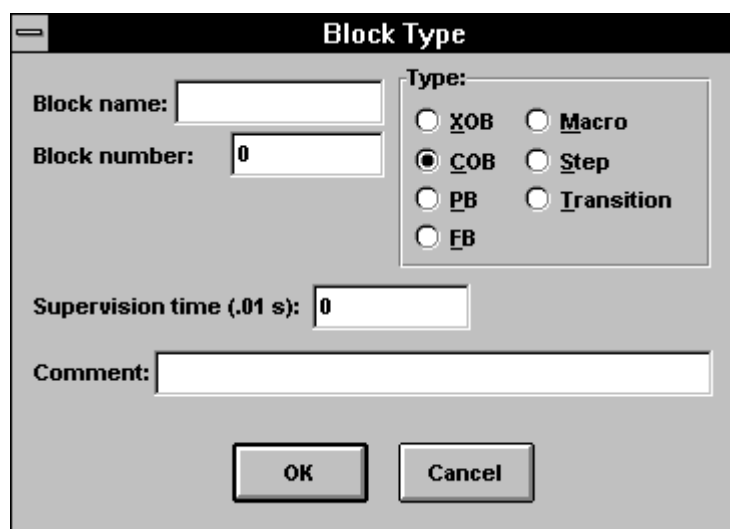 Block Type
Block name:
Block number: 0
Type:
XOB
COB
PB
FB
Macro
Step
Transition
Supervision time (.01 s): 0
Comment:
OK
Cancel